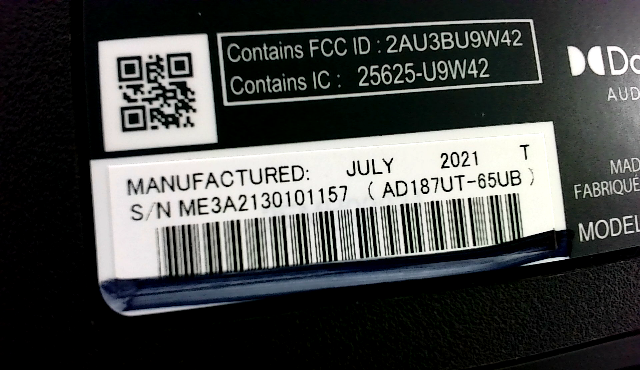 Contains FCC ID : 2AU3BU9W42
Contains IC : 25625-U9W42
MANUFACTURED: JULY 2021 T
S/N ME3A2130101157 ( AD187UT-65UB )
AUD
MAD
FABRIQUÉ
MODEL